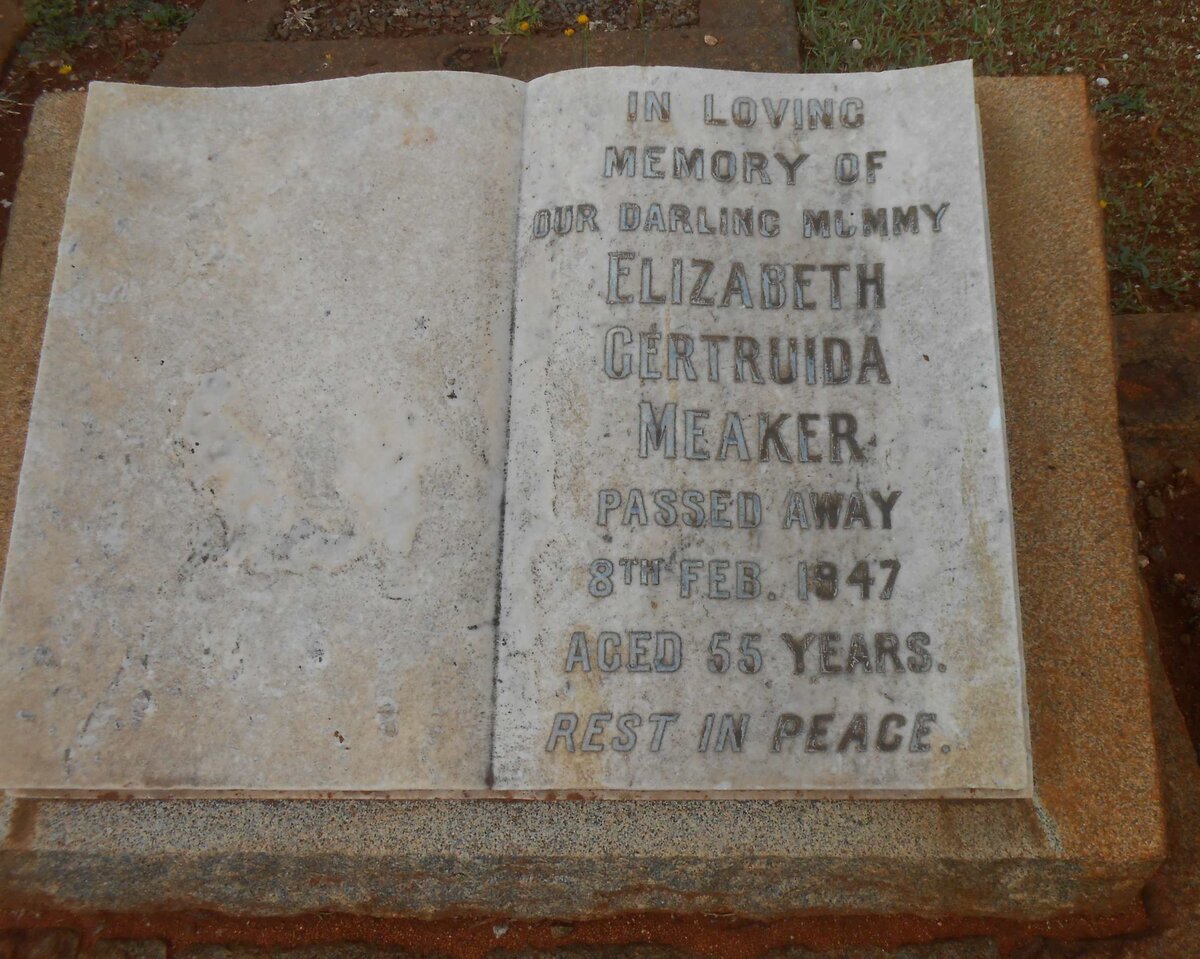 IN LOVING
MEMORY OF
OUR DARLING MUMMY
ELIZABETH
GERTRUIDA
MEAKER
PASSED AWAY
8TH FEB. 1947
AGED 55 YEARS.
REST IN PEACE.